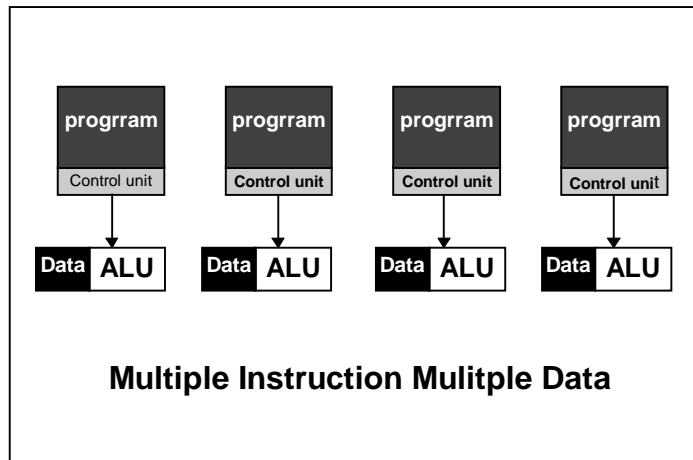 progrram progrram progrram progrram
Control unit Control unit Control unit Control unit
Data ALU Data ALU Data ALU Data ALU
Multiple Instruction Mulitple Data